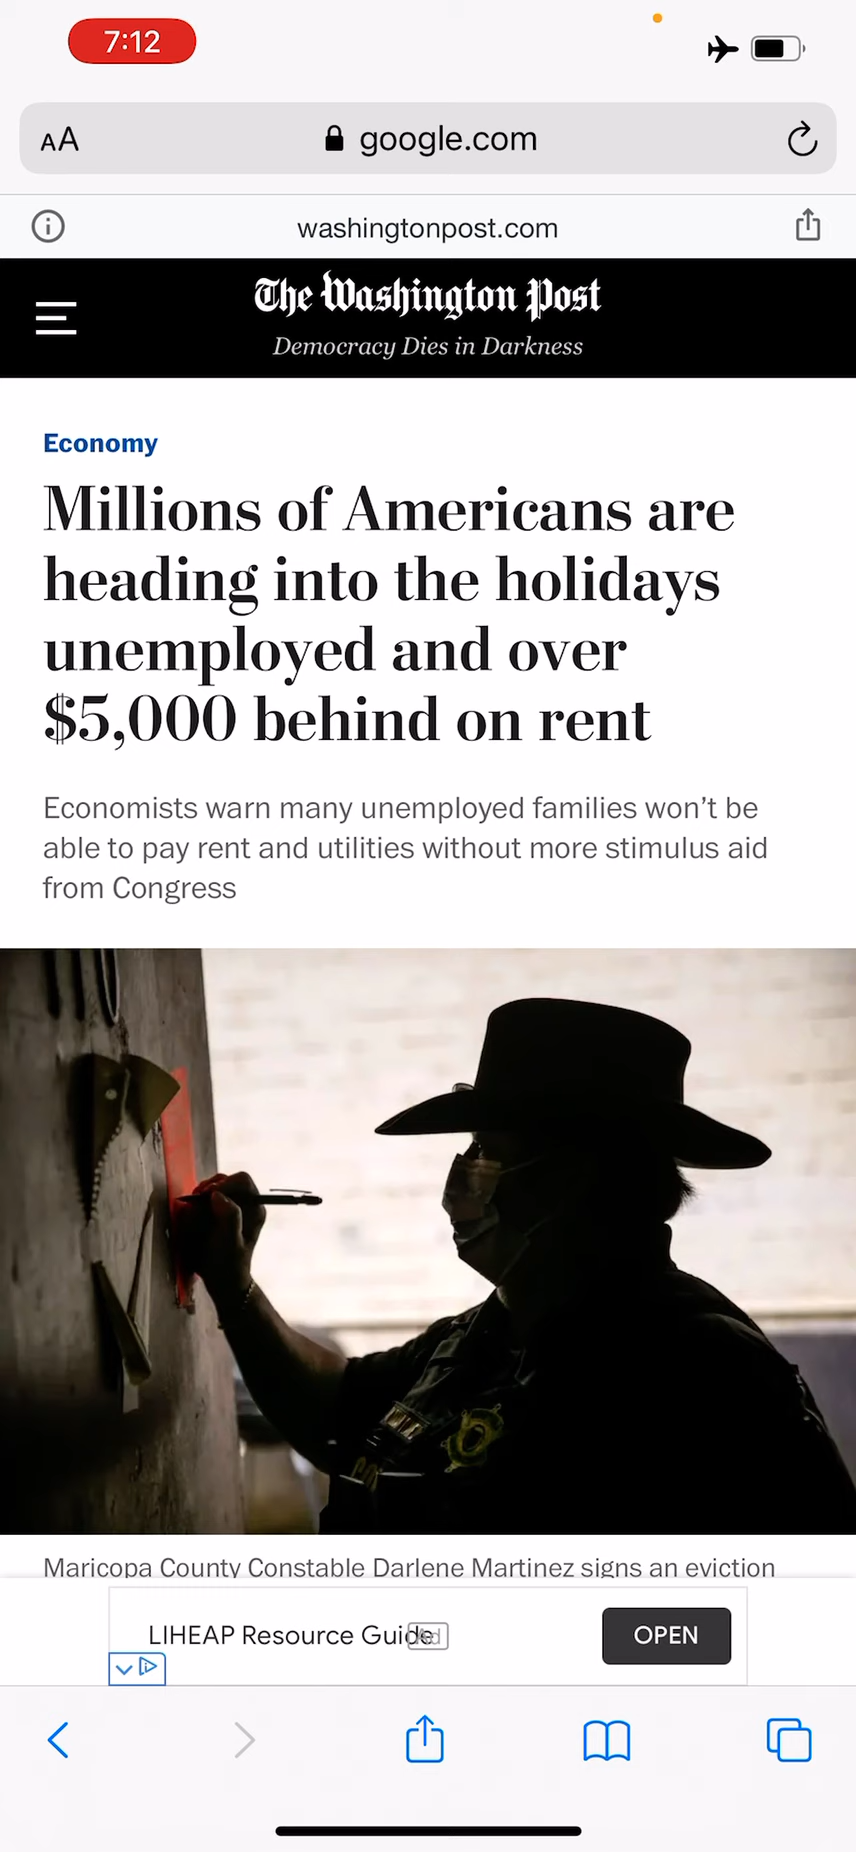 7:12
AA google.com
washingtonpost.com
The Washington Post
Democracy Dies in Darkness
Economy
Millions of Americans are
heading into the holidays
unemployed and over
$5,000 behind on rent
Economists warn many unemployed families won't be
able to pay rent and utilities without more stimulus aid
from Congress
Maricopa County Constable Darlene Martinez signs an eviction
LIHEAP Resource Guide Ad
OPEN